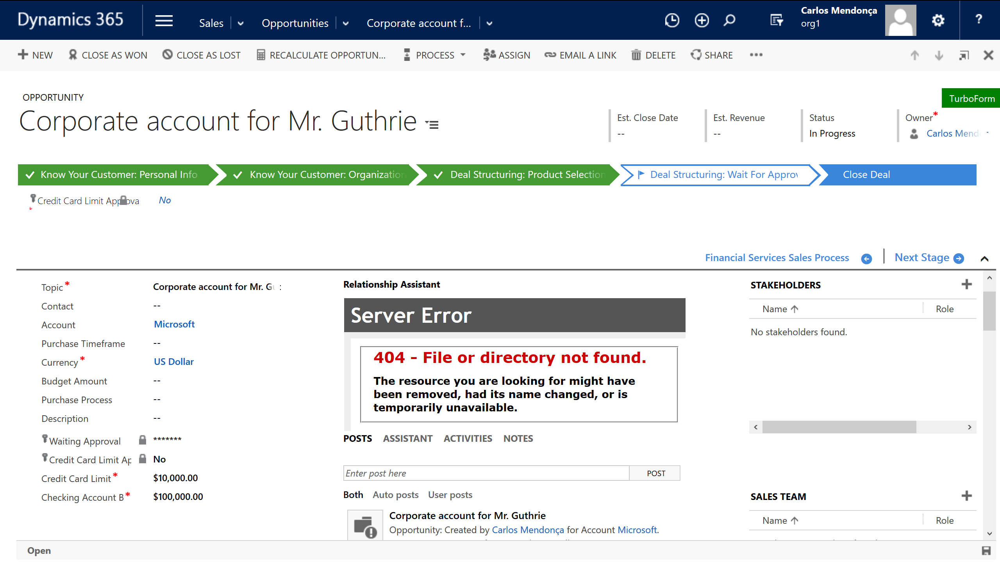 Dynamics 365
Sales
Opportunities
Corporate account f...
Carlos Mendonça
org1
?
NEW
CLOSE AS WON
CLOSE AS LOST
RECALCULATE OPPORTUN...
PROCESS
ASSIGN
EMAIL A LINK
DELETE
SHARE
OPPORTUNITY
TurboForm
Corporate account for Mr. Guthrie
Est. Close Date
--
Est. Revenue
--
Status
In Progress
Owner*
Carlos Mend
Know Your Customer: Personal Info
Know Your Customer: Organization
Deal Structuring: Product Selection
Deal Structuring: Wait For Approv
Close Deal
Credit Card Limit Approva
No
Financial Services Sales Process
Next Stage
Topic* Corporate account for Mr. Gu
Contact --
Account Microsoft
Purchase Timeframe --
Currency* US Dollar
Budget Amount --
Purchase Process --
Description --
Waiting Approval *******
Credit Card Limit Ap No
Credit Card Limit* $10,000.00
Checking Account B* $100,000.00
Relationship Assistant
Server Error
404 - File or directory not found.
The resource you are looking for might have
been removed, had its name changed, or is
temporarily unavailable.
POSTS ASSISTANT ACTIVITIES NOTES
Enter post here
POST
Both Auto posts User posts
Corporate account for Mr. Guthrie
Opportunity: Created by Carlos Mendonça for Account Microsoft.
STAKEHOLDERS
Name Role
No stakeholders found.
SALES TEAM
Name Role
Open